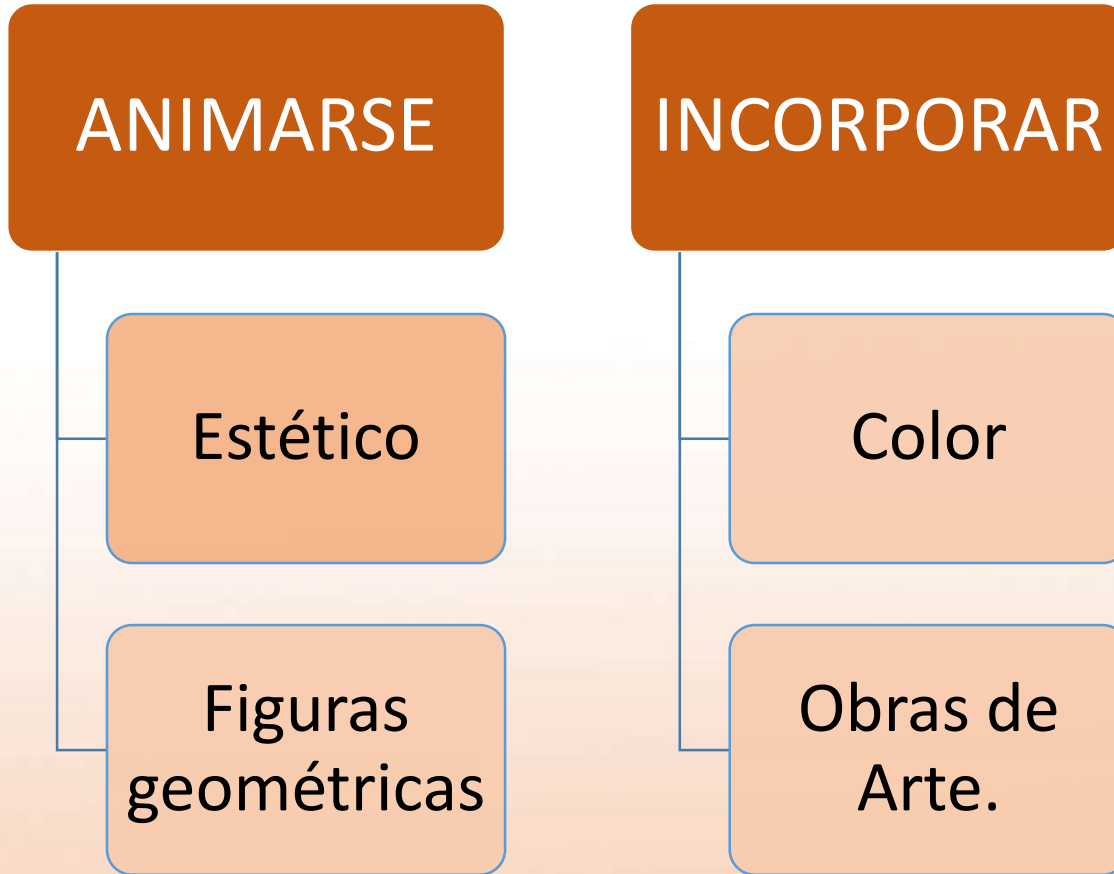 ANIMARSE
Estético
Figuras
geométricas
INCORPORAR
Color
Obras de
Arte.